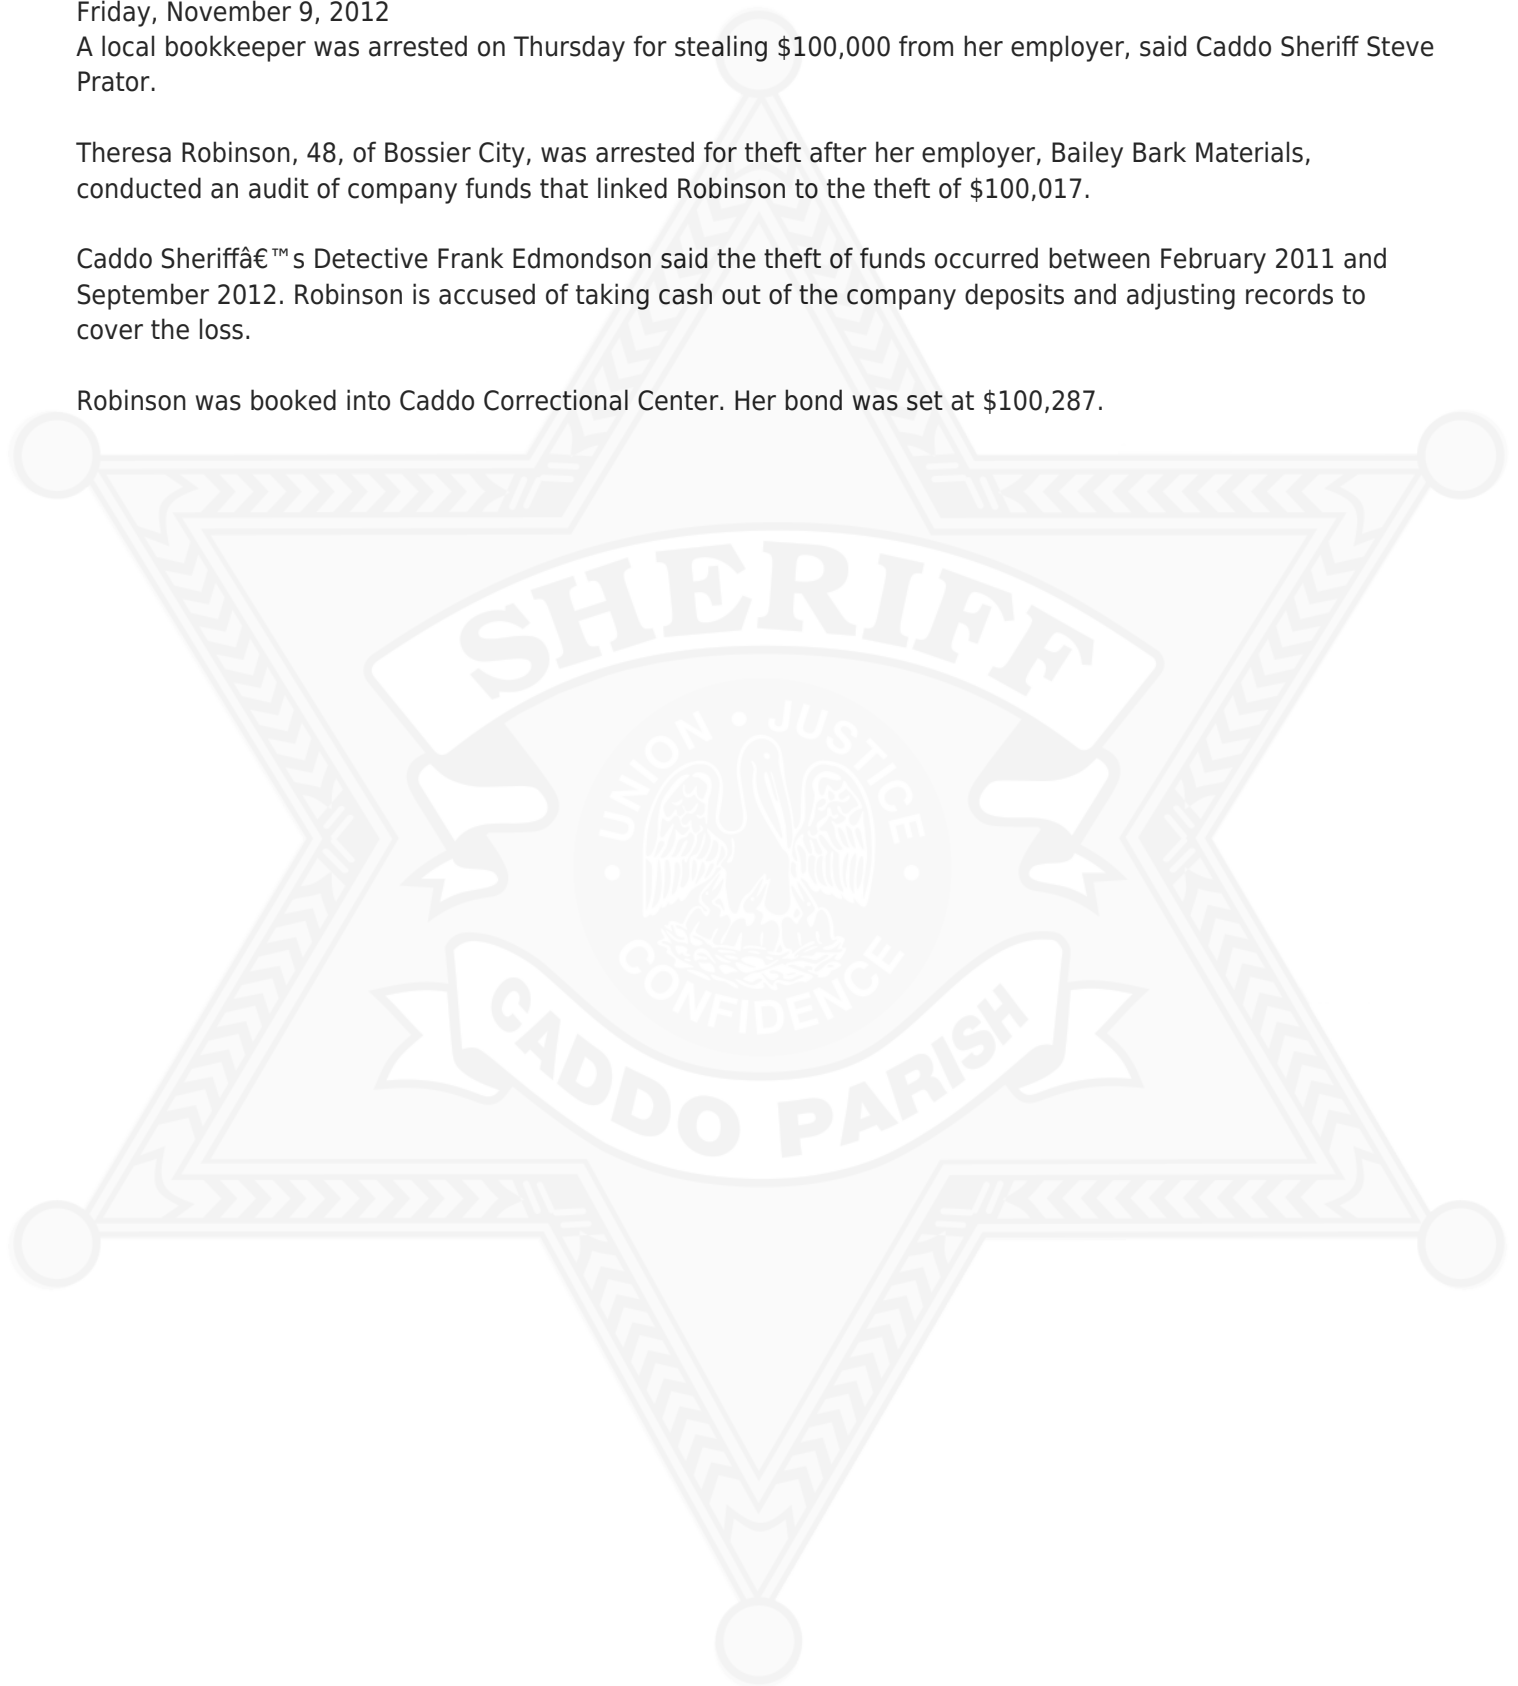 Friday, November 9, 2012
A local bookkeeper was arrested on Thursday for stealing $100,000 from her employer, said Caddo Sheriff Steve
Prator.
Theresa Robinson, 48, of Bossier City, was arrested for theft after her employer, Bailey Bark Materials,
conducted an audit of company funds that linked Robinson to the theft of $100,017.
Caddo Sheriffâ€™s Detective Frank Edmondson said the theft of funds occurred between February 2011 and
September 2012. Robinson is accused of taking cash out of the company deposits and adjusting records to
cover the loss.
Robinson was booked into Caddo Correctional Center. Her bond was set at $100,287.
SHERIFF
UNION • JUSTICE
• CONFIDENCE •
CADDO PARISH